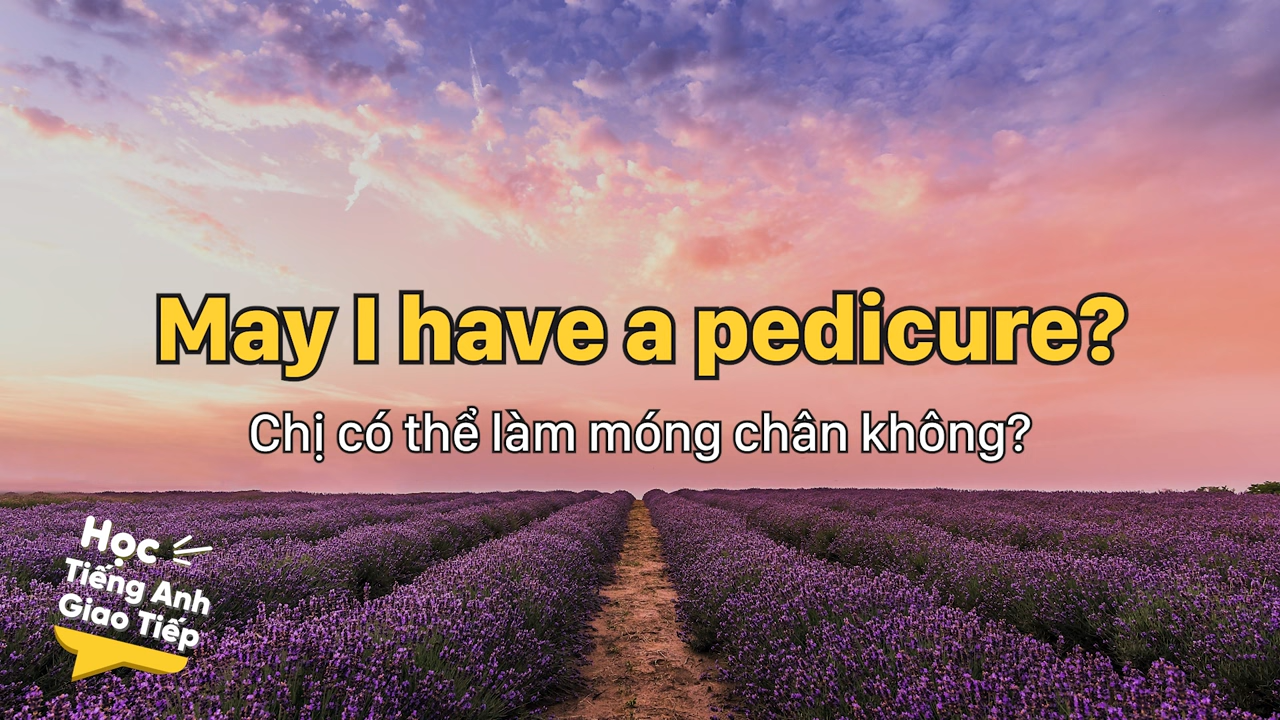 May I have a pedicure?
Chị có thể làm móng chân không?
Học
Tiếng Anh
Giao Tiếp